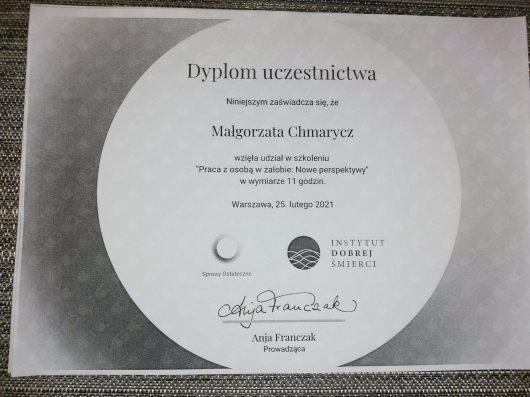 Dyplom uczestnictwa
Niniejszym zaświadcza się, że
Małgorzata Chmarycz
wzięła udział w szkoleniu
"Praca z osobą w żałobie: Nowe perspektywy"
w wymiarze 11 godzin.
Warszawa, 25. lutego 2021
Sprawy Ostateczne
INSTYTUT
DOBREJ
ŚMIERCI
Anja Franczak
Anja Franczak
Prowadząca